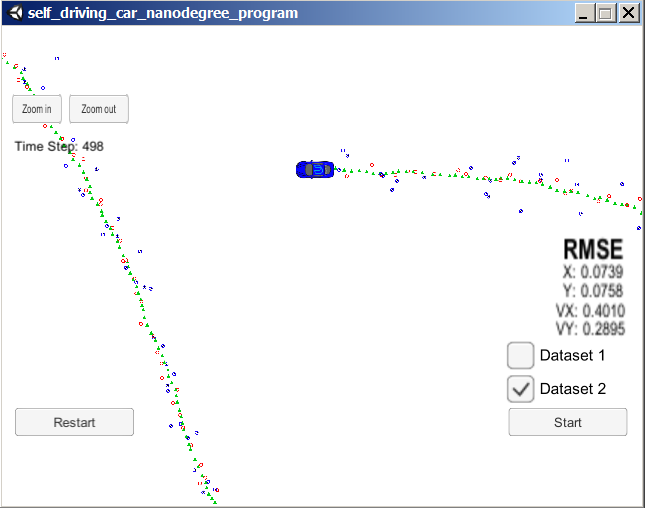 self_driving_car_nanodegree_program
Zoom in
Zoom out
Time Step: 498
RMSE
X: 0.0739
Y: 0.0758
VX: 0.4010
VY: 0.2895
Dataset 1
Dataset 2
Restart
Start